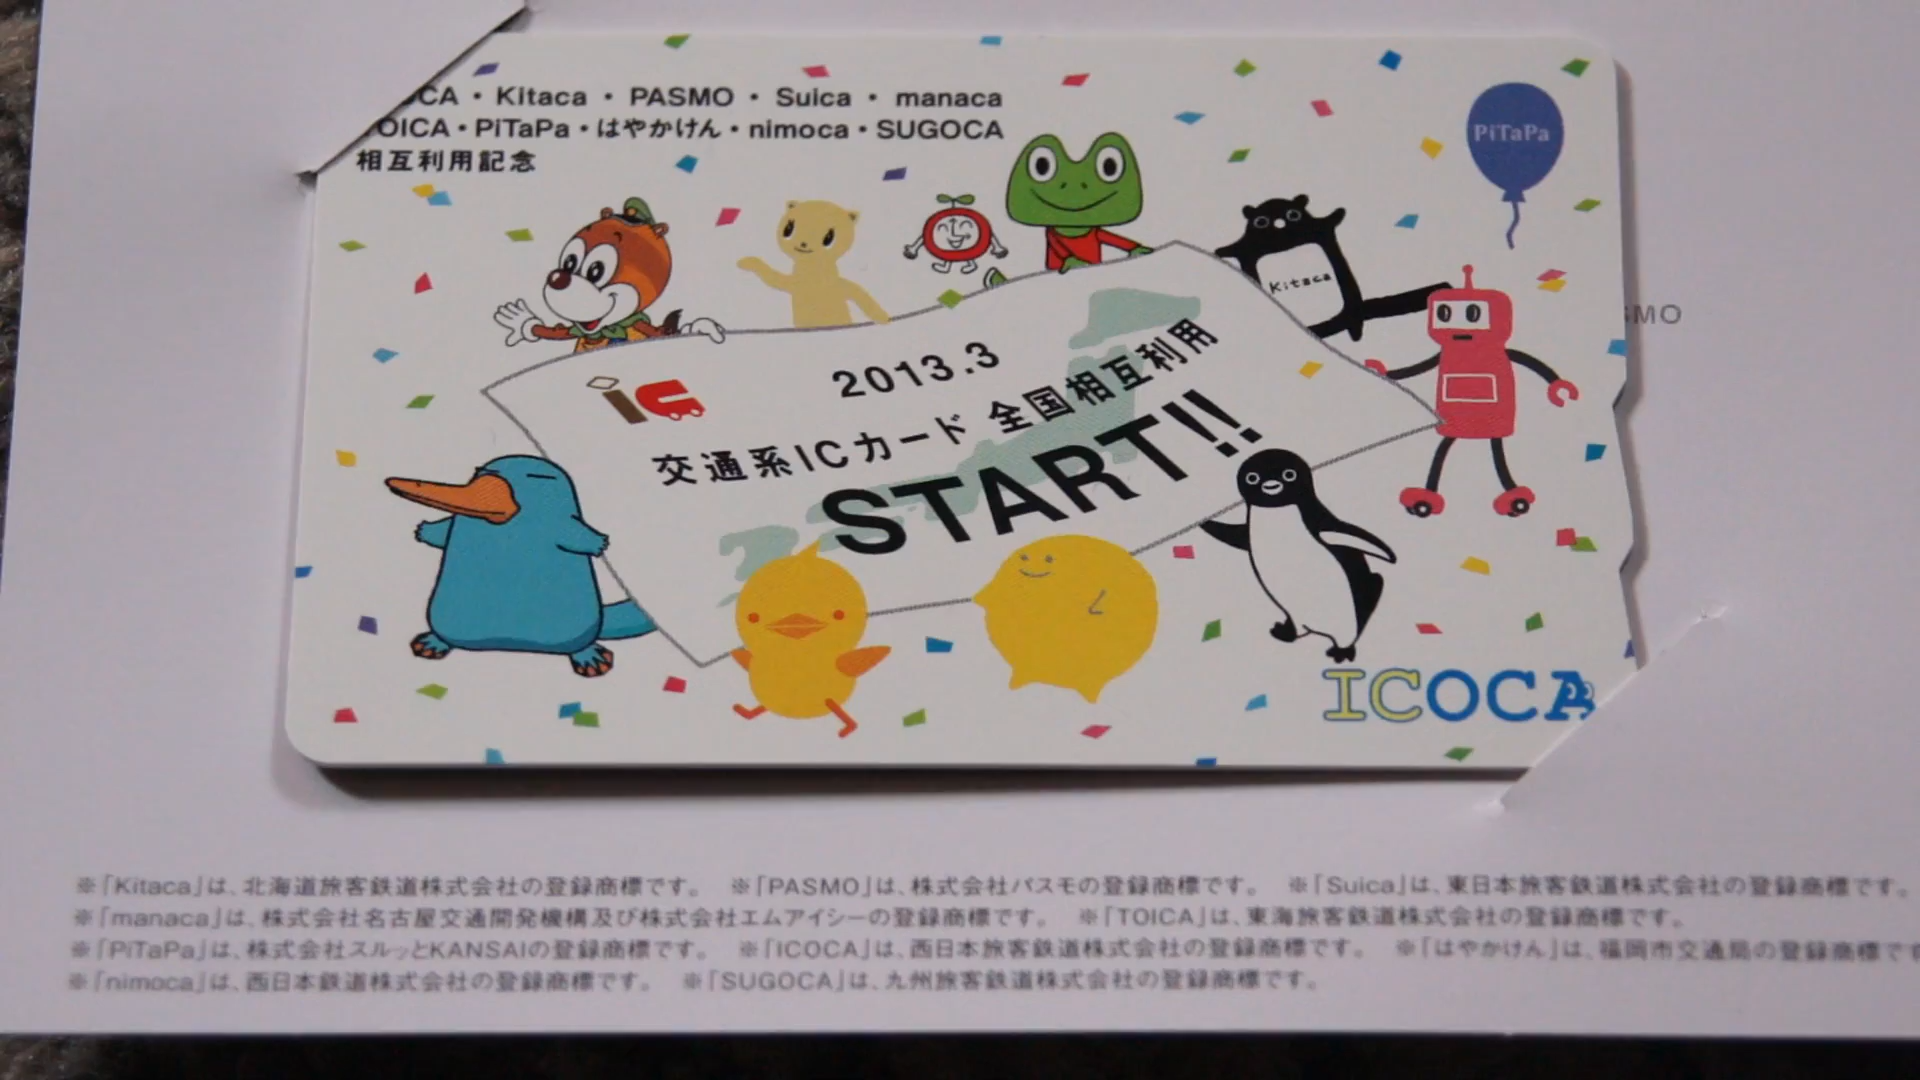 OCA・Kitaca・PASMO・Suica・manaca
TOICA・PiTaPa・はやかけん・nimoca・SUGOCA
相互利用記念
PiTaPa
Kitaca
SMO
2013.3
交通系ICカード 全国相互利用
START!!
ic
ICOCA
※「Kitaca」は、北海道旅客鉄道株式会社の登録商標です。 ※「PASMO」は、株式会社パスモの登録商標です。 ※「Suica」は、東日本旅客鉄道株式会社の登録商標です。
※「manaca」は、株式会社名古屋交通開発機構及び株式会社エムアイシーの登録商標です。 ※「TOICA」は、東海旅客鉄道株式会社の登録商標です。
※「PiTaPa」は、株式会社スルッとKANSAIの登録商標です。 ※「ICOCA」は、西日本旅客鉄道株式会社の登録商標です。 ※「はやかけん」は、福岡市交通局の登録商標です
※「nimoca」は、西日本鉄道株式会社の登録商標です。 ※「SUGOCA」は、九州旅客鉄道株式会社の登録商標です。